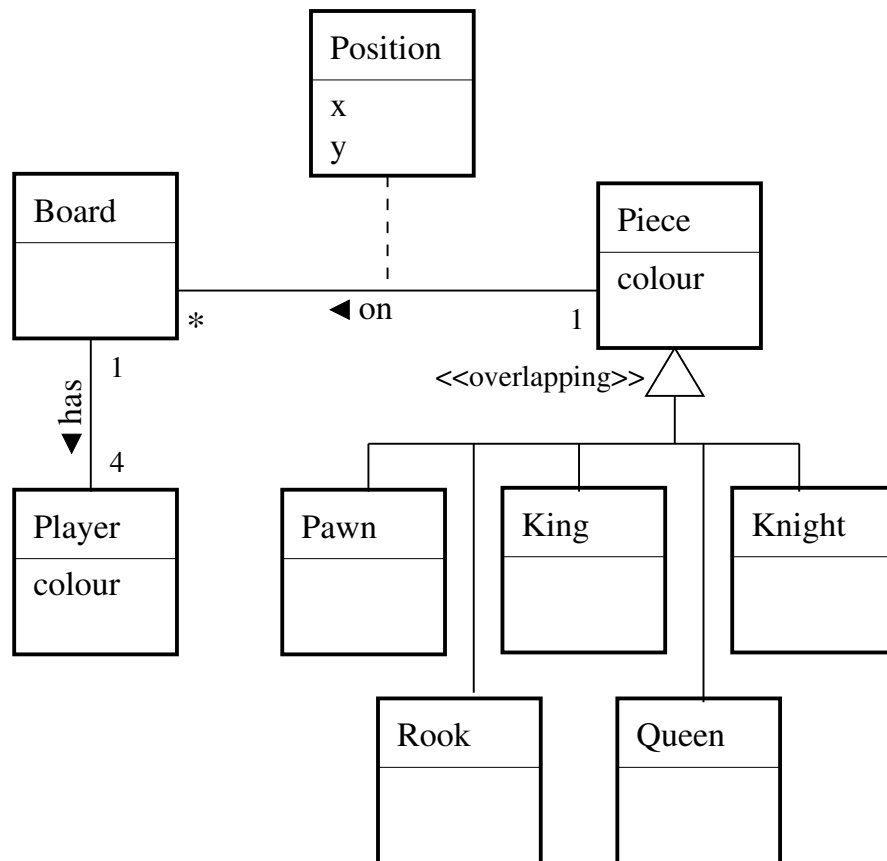 Position
x
y
Board
Piece
colour
◀ on
*
1
1
<<overlapping>>
◀ has
4
Player
colour
Pawn
King
Knight
Rook
Queen